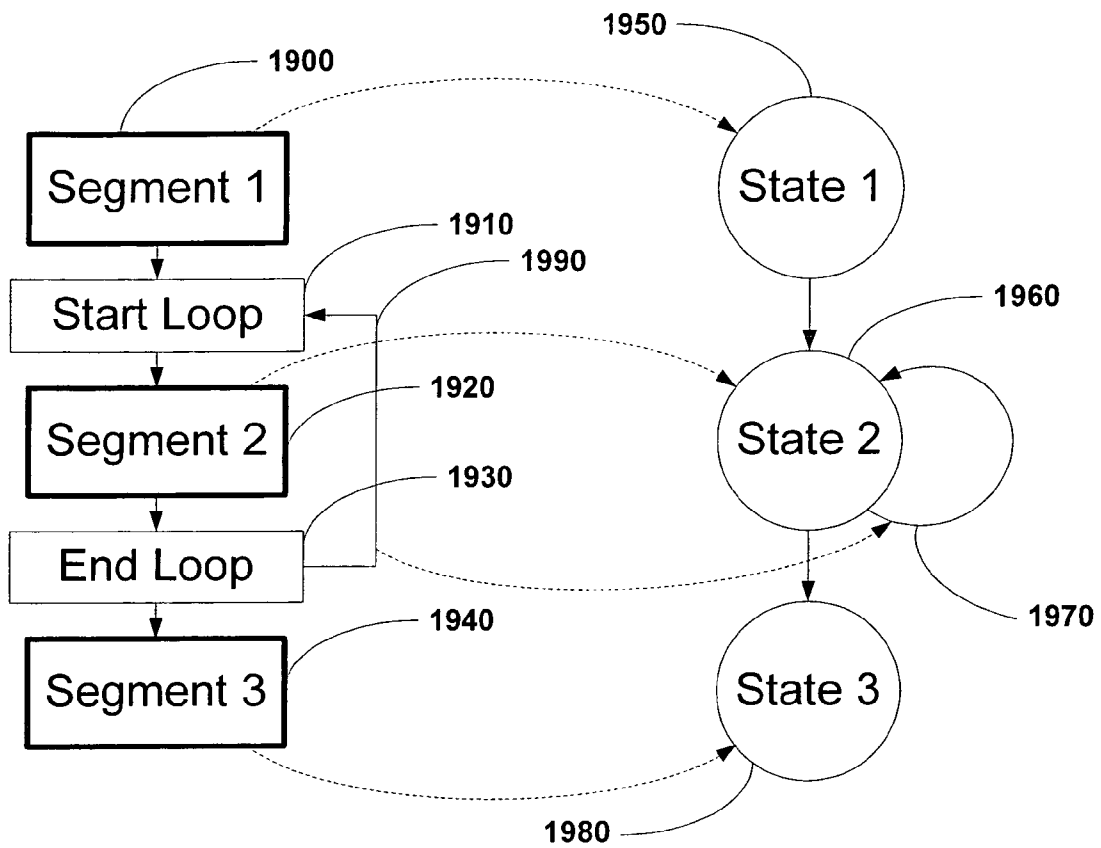 1950
1900
Segment 1
State 1
1910
1990
Start Loop
1960
1920
Segment 2
State 2
1930
End Loop
1940
1970
Segment 3
State 3
1980